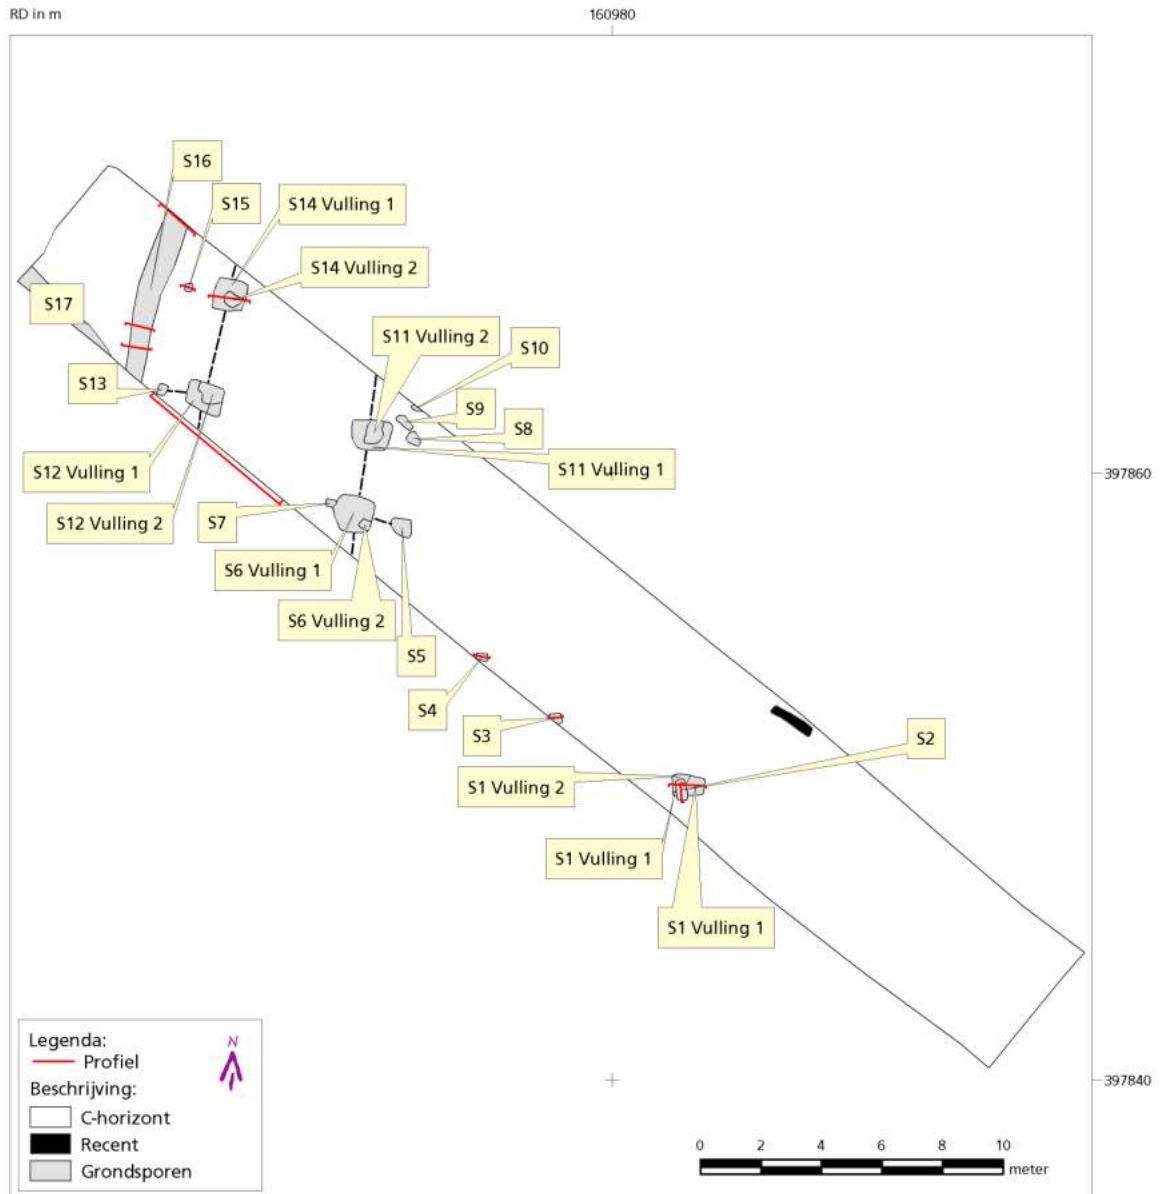 RD in m
160980
S16
S15
S14 Vulling 1
S14 Vulling 2
S17
S11 Vulling 2
S10
S13
S9
S8
S12 Vulling 1
S11 Vulling 1
397860
S12 Vulling 2
S7
S6 Vulling 1
S6 Vulling 2
S5
S4
S3
S2
S1 Vulling 2
S1 Vulling 1
S1 Vulling 1
Legenda:
N
Profiel
Beschrijving:
C-horizont
Recent
Grondsporen
397840
0 2 4 6 8 10
meter